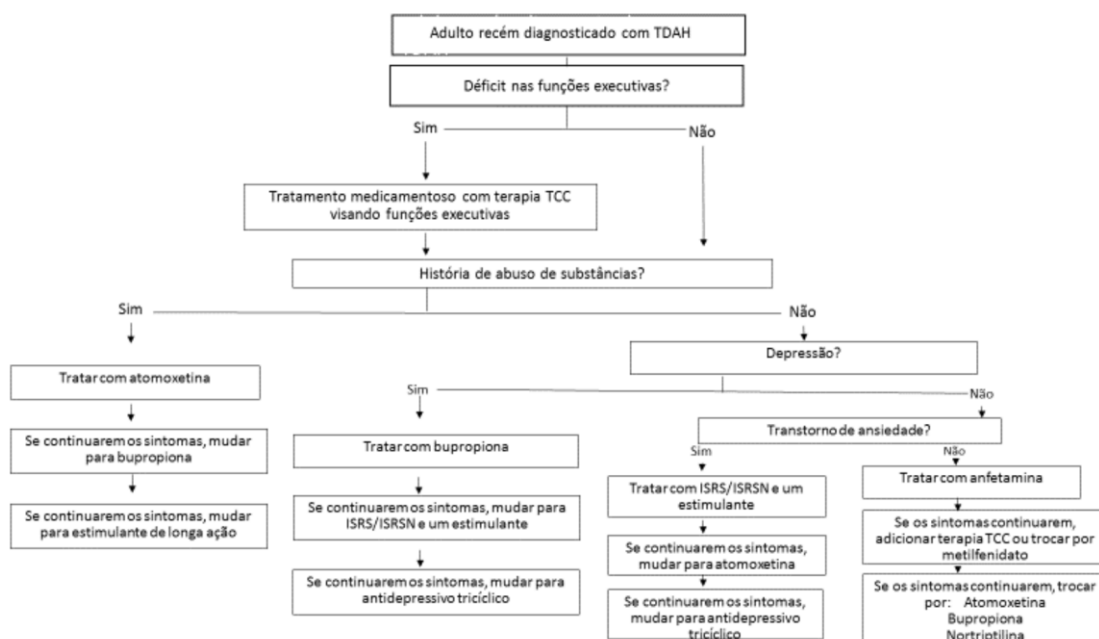 Adulto recém diagnosticado com TDAH
Déficit nas funções executivas?
Sim
Não
Tratamento medicamentoso com terapia TCC
visando funções executivas
História de abuso de substâncias?
Sim
Não
Depressão?
Tratar com atomoxetina
Sim
Não
Se continuarem os sintomas, mudar
para bupropiona
Tratar com bupropiona
Transtorno de ansiedade?
Sim
Não
Se continuarem os sintomas, mudar
para estimulante de longa ação
Se continuarem os sintomas, mudar para
ISRS/ISRSN e um estimulante
Se continuarem os sintomas, mudar para
antidepressivo tricíclico
Tratar com ISRS/ISRSN e um
estimulante
Se continuarem os sintomas,
mudar para atomoxetina
Se continuarem os sintomas,
mudar para antidepressivo
tricíclico
Tratar com anfetamina
Se os sintomas continuarem,
adicionar terapia TCC ou trocar por
metilfenidato
Se os sintomas continuarem, trocar
por: Atomoxetina
Bupropiona
Nortriptilina